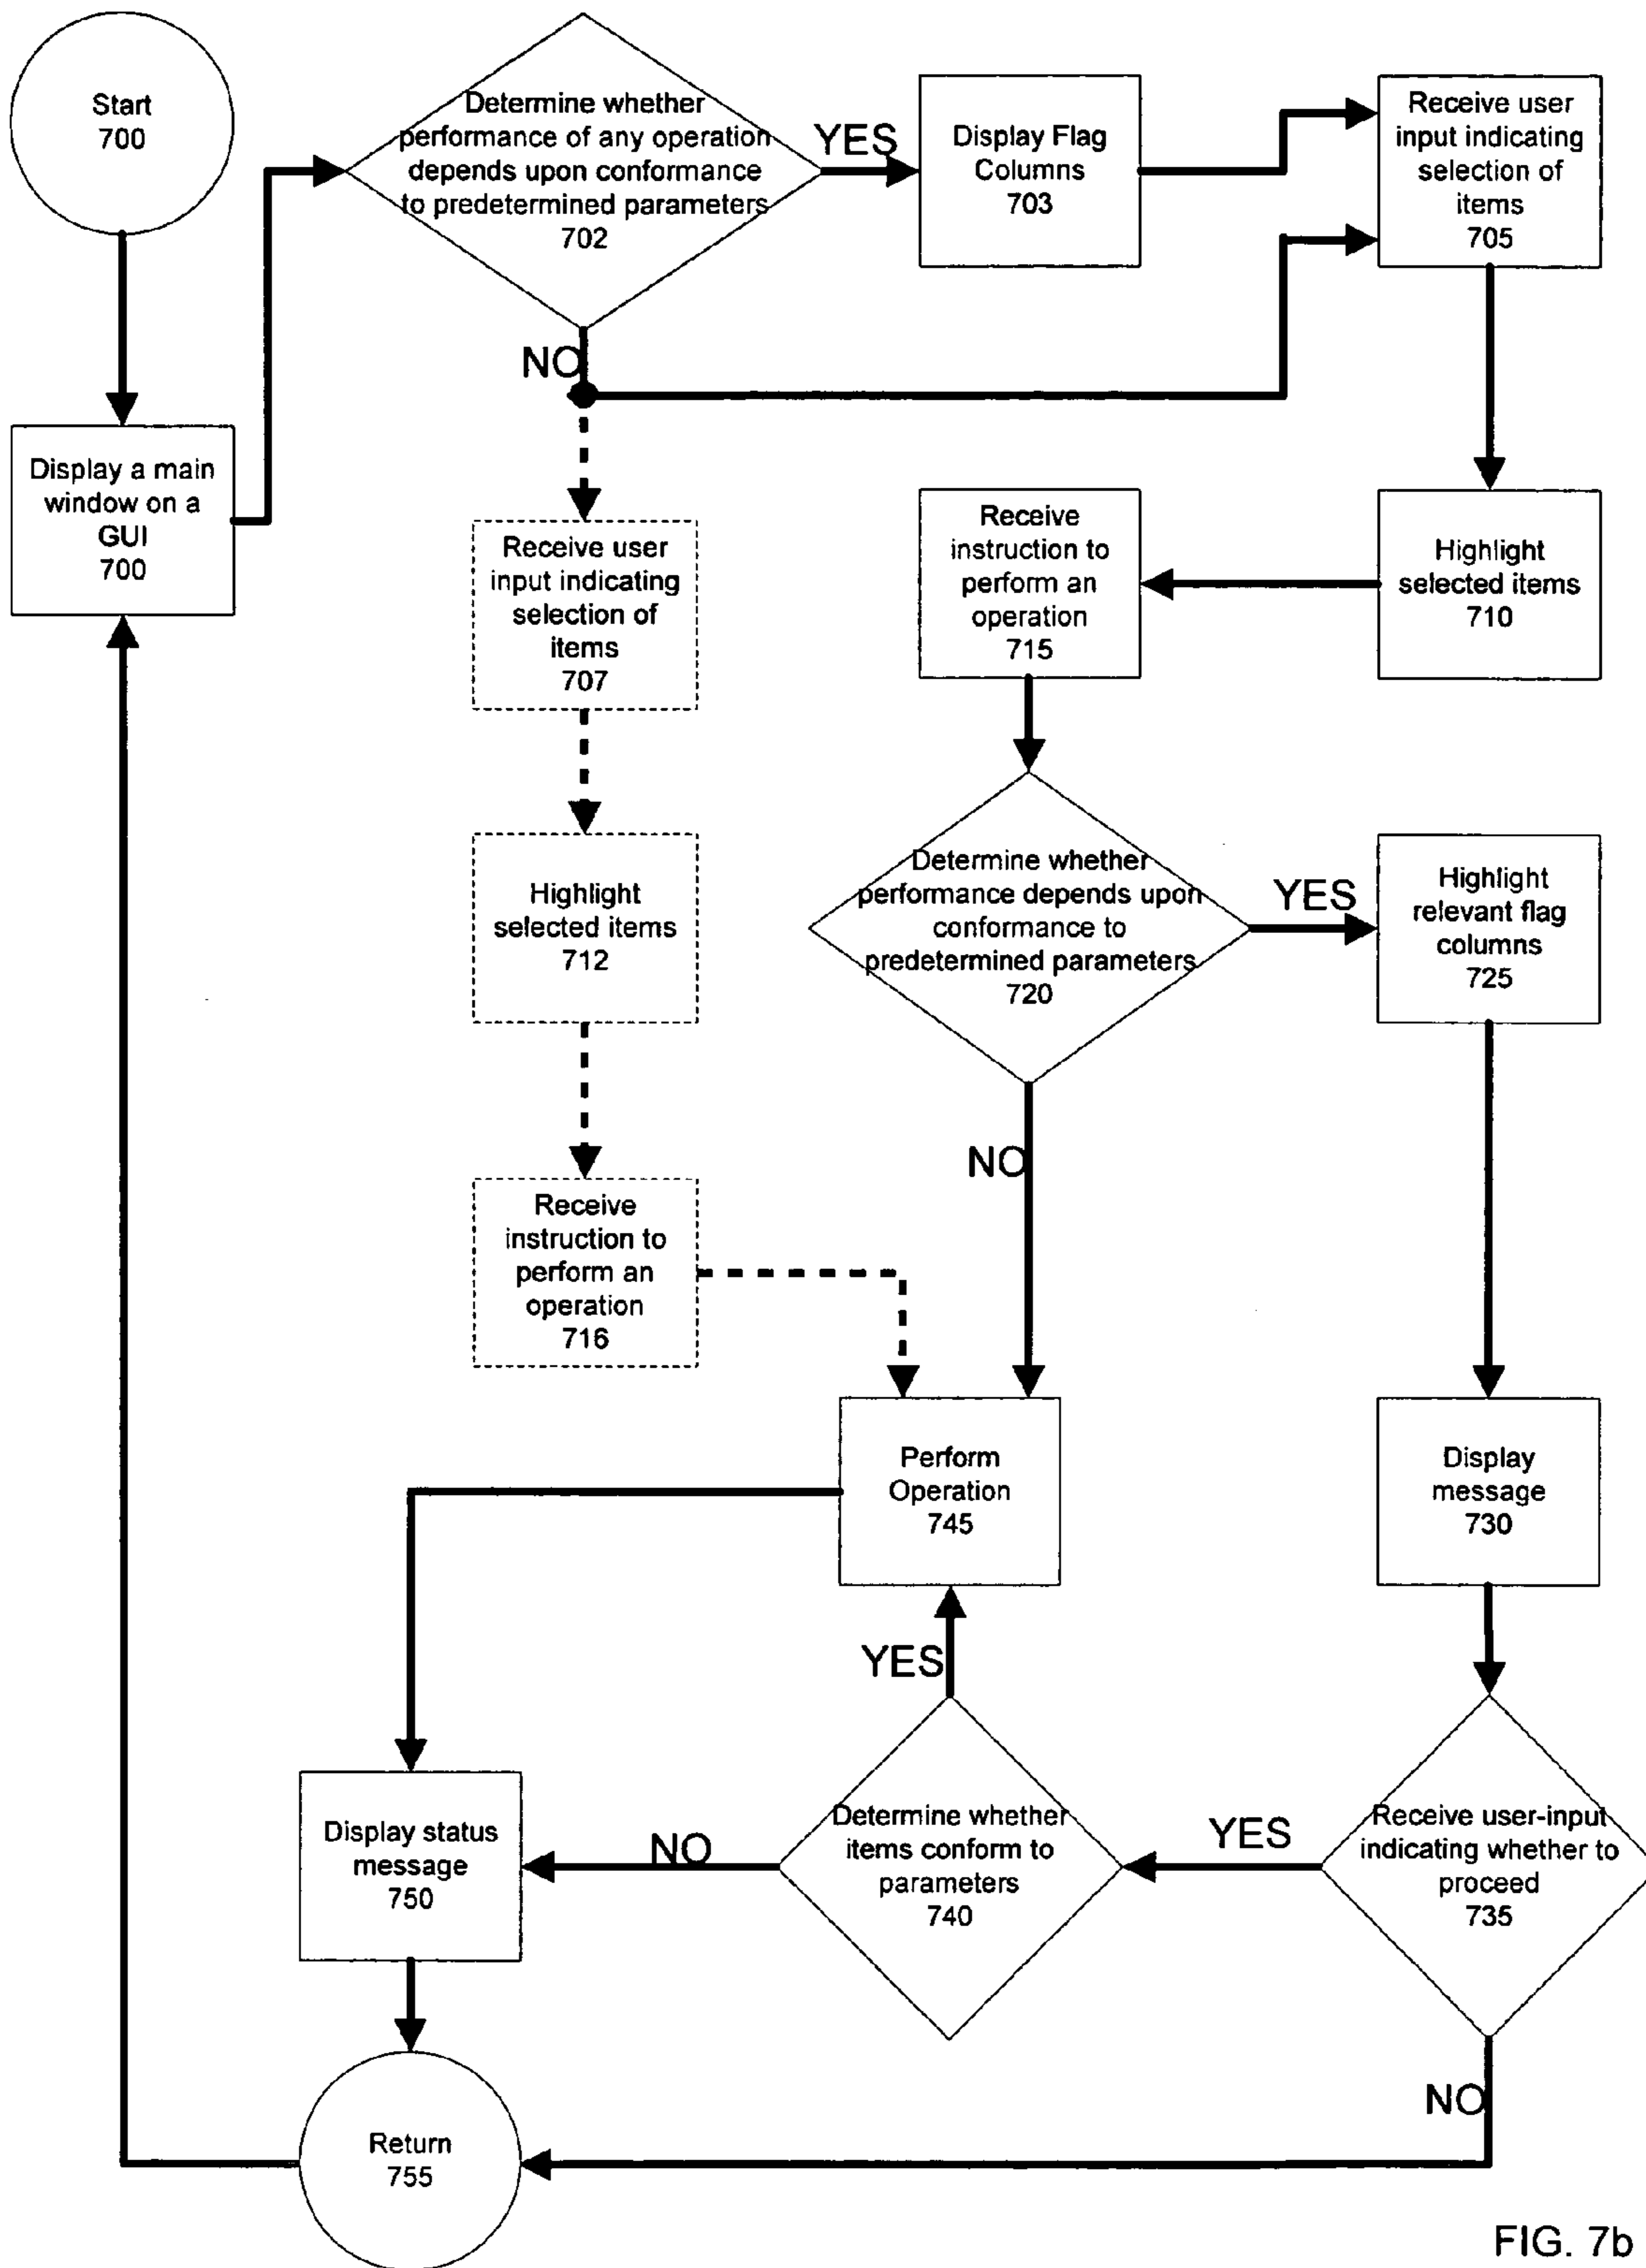 Start
700
Display a main
window on a
GUI
700
Determine whether
performance of any operation
depends upon conformance
to predetermined parameters
702
YES
NO
Display Flag
Columns
703
Receive user
input indicating
selection of
items
705
Receive user
input indicating
selection of
items
707
Highlight
selected items
710
Receive
instruction to
perform an
operation
715
Highlight
selected items
712
Determine whether
performance depends upon
conformance to
predetermined parameters
720
YES
NO
Highlight
relevant flag
columns
725
Receive
instruction to
perform an
operation
716
Perform
Operation
745
Display
message
730
YES
Display status
message
750
NO
Determine whether
items conform to
parameters
740
YES
Receive user-input
indicating whether to
proceed
735
NO
Return
755
FIG. 7b